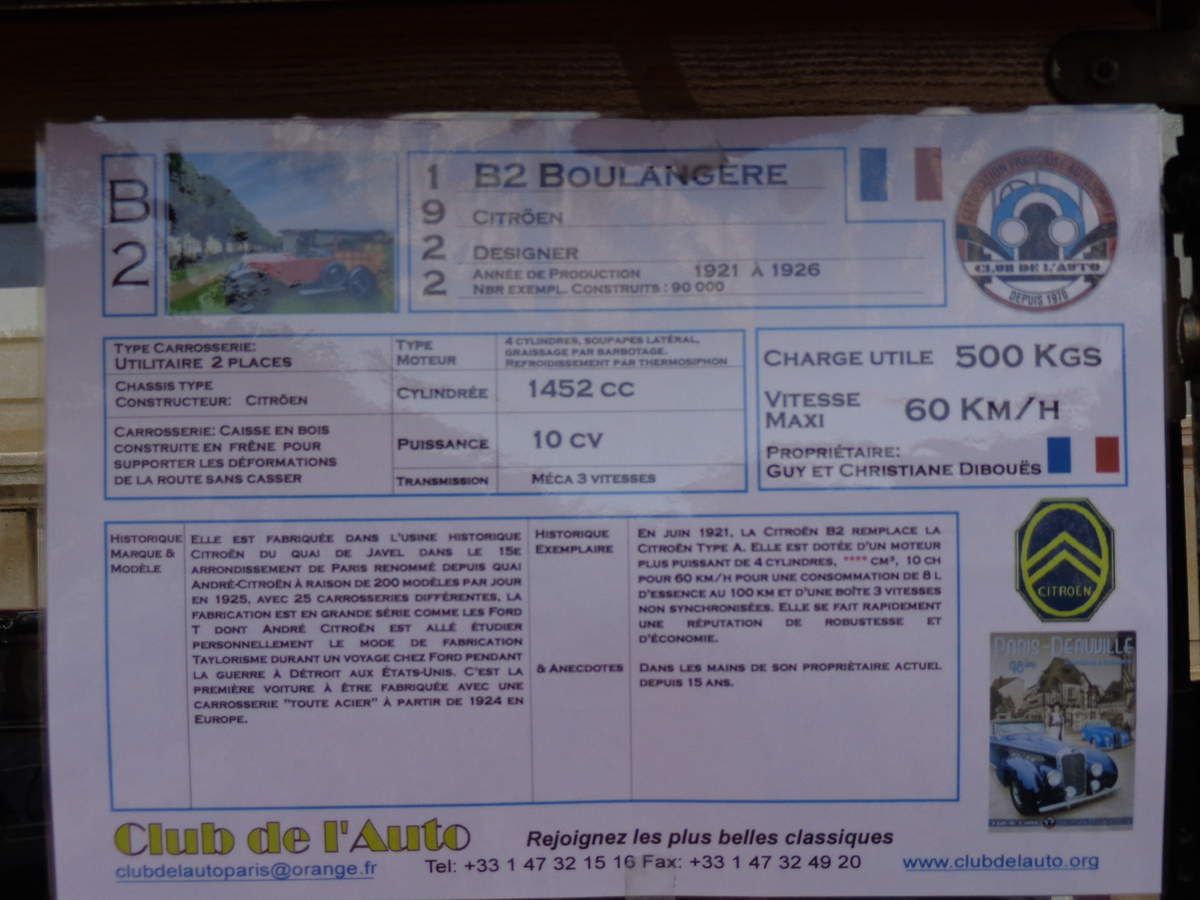 B2
1922
B2 BOULANGÈRE
CITRÖEN
DESIGNER
ANNÉE DE PRODUCTION 1921 À 1926
NBR EXEMPL. CONSTRUITS : 90 000
FÉDÉRATION FRANÇAISE AUTOMOBILE
CLUB DE L'AUTO
DEPUIS 1976
TYPE CARROSSERIE:
UTILITAIRE 2 PLACES
CHASSIS TYPE
CONSTRUCTEUR: CITRÖEN
CARROSSERIE: CAISSE EN BOIS
CONSTRUITE EN FRÊNE POUR
SUPPORTER LES DÉFORMATIONS
DE LA ROUTE SANS CASSER
TYPE
MOTEUR
4 CYLINDRES, SOUPAPES LATÉRAL,
GRAISSAGE PAR BARBOTAGE.
REFROIDISSEMENT PAR THERMOSIPHON
CYLINDRÉE 1452 CC
PUISSANCE 10 CV
TRANSMISSION MÉCA 3 VITESSES
CHARGE UTILE 500 KGS
VITESSE
MAXI 60 KM/H
PROPRIÉTAIRE:
GUY ET CHRISTIANE DIBOUËS
HISTORIQUE
MARQUE &
MODÈLE
ELLE EST FABRIQUÉE DANS L'USINE HISTORIQUE
CITROËN DU QUAI DE JAVEL DANS LE 15E
ARRONDISSEMENT DE PARIS RENOMMÉ DEPUIS QUAI
ANDRÉ-CITROËN À RAISON DE 200 MODÈLES PAR JOUR
EN 1925, AVEC 25 CARROSSERIES DIFFÉRENTES. LA
FABRICATION EST EN GRANDE SÉRIE COMME LES FORD
T DONT ANDRÉ CITROËN EST ALLÉ ÉTUDIER
PERSONNELLEMENT LE MODE DE FABRICATION
TAYLORISME DURANT UN VOYAGE CHEZ FORD PENDANT
LA GUERRE À DÉTROIT AUX ÉTATS-UNIS. C'EST LA
PREMIÈRE VOITURE À ÊTRE FABRIQUÉE AVEC UNE
CARROSSERIE "TOUTE ACIER" À PARTIR DE 1924 EN
EUROPE.
HISTORIQUE
EXEMPLAIRE
EN JUIN 1921, LA CITROËN B2 REMPLACE LA
CITROËN TYPE A. ELLE EST DOTÉE D'UN MOTEUR
PLUS PUISSANT DE 4 CYLINDRES, **** CM³, 10 CH
POUR 60 KM/H POUR UNE CONSOMMATION DE 8 L
D'ESSENCE AU 100 KM ET D'UNE BOÎTE 3 VITESSES
NON SYNCHRONISÉES. ELLE SE FAIT RAPIDEMENT
UNE RÉPUTATION DE ROBUSTESSE ET
D'ÉCONOMIE.
& ANECDOTES
DANS LES MAINS DE SON PROPRIÉTAIRE ACTUEL
DEPUIS 15 ANS.
CITROËN
PARIS-DEAUVILLE
Club de l'Auto
clubdelautoparis@orange.fr
Rejoignez les plus belles classiques
Tel: +33 1 47 32 15 16 Fax: +33 1 47 32 49 20
www.clubdelauto.org